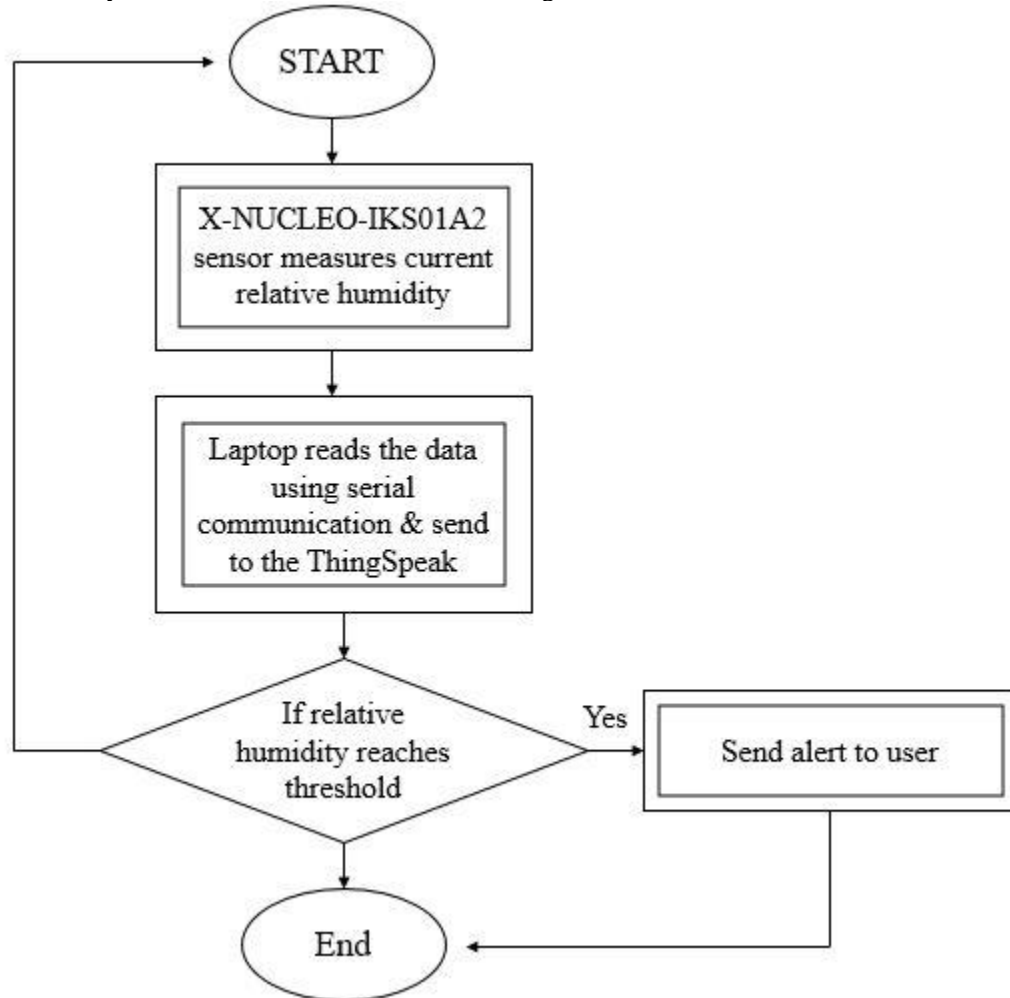 START
X-NUCLEO-IKS01A2
sensor measures current
relative humidity
Laptop reads the data
using serial
communication & send
to the ThingSpeak
If relative
humidity reaches
threshold
Yes
Send alert to user
End